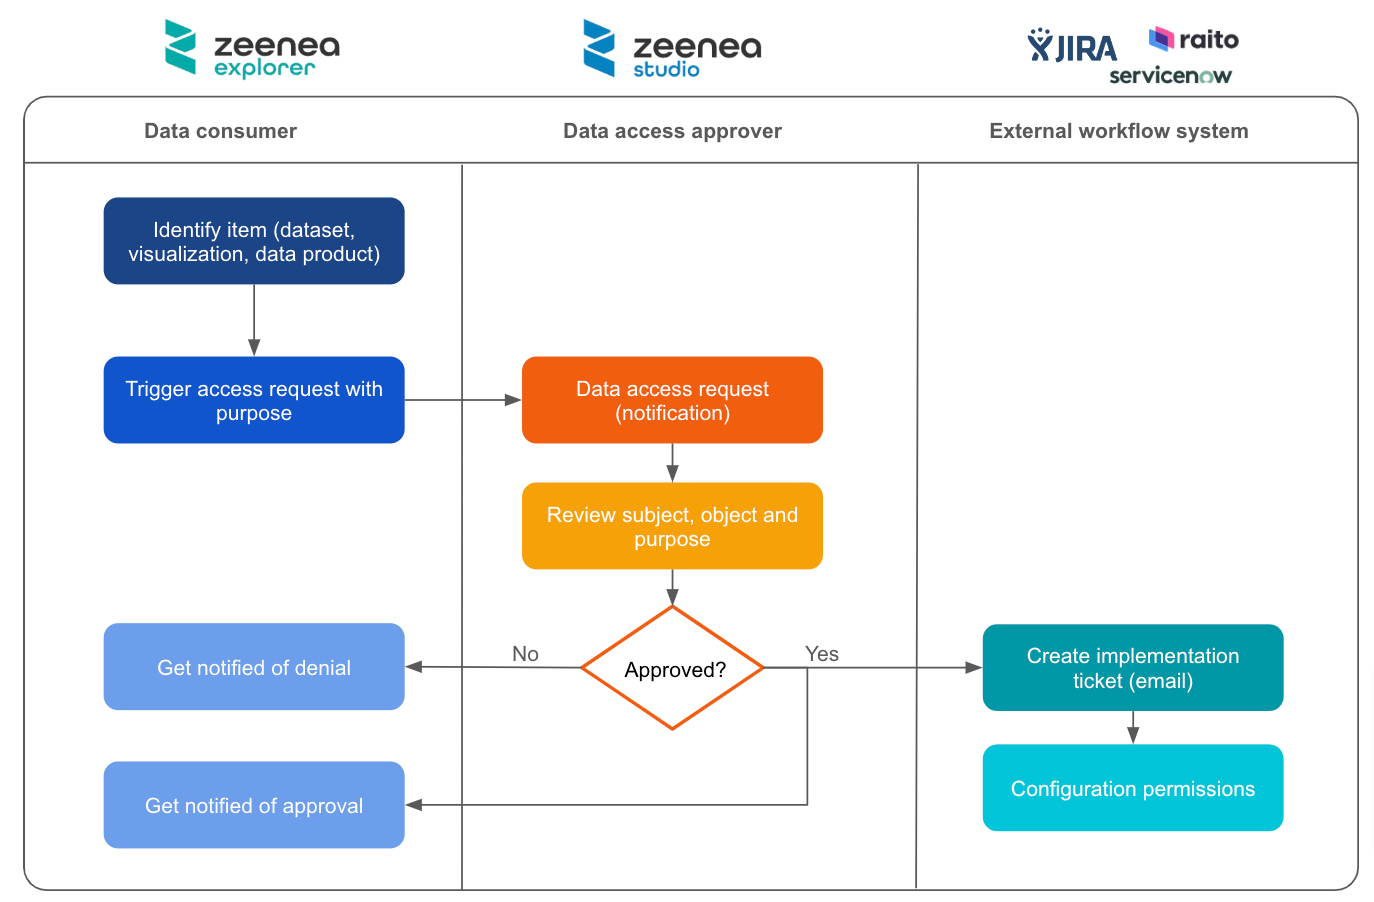 zeenea
explorer
zeenea
studio
JIRA
raito
servicenow
Data consumer
Data access approver
External workflow system
Identify item (dataset,
visualization, data product)
Trigger access request with
purpose
Data access request
(notification)
Review subject, object and
purpose
Approved?
No
Yes
Get notified of denial
Get notified of approval
Create implementation
ticket (email)
Configuration permissions